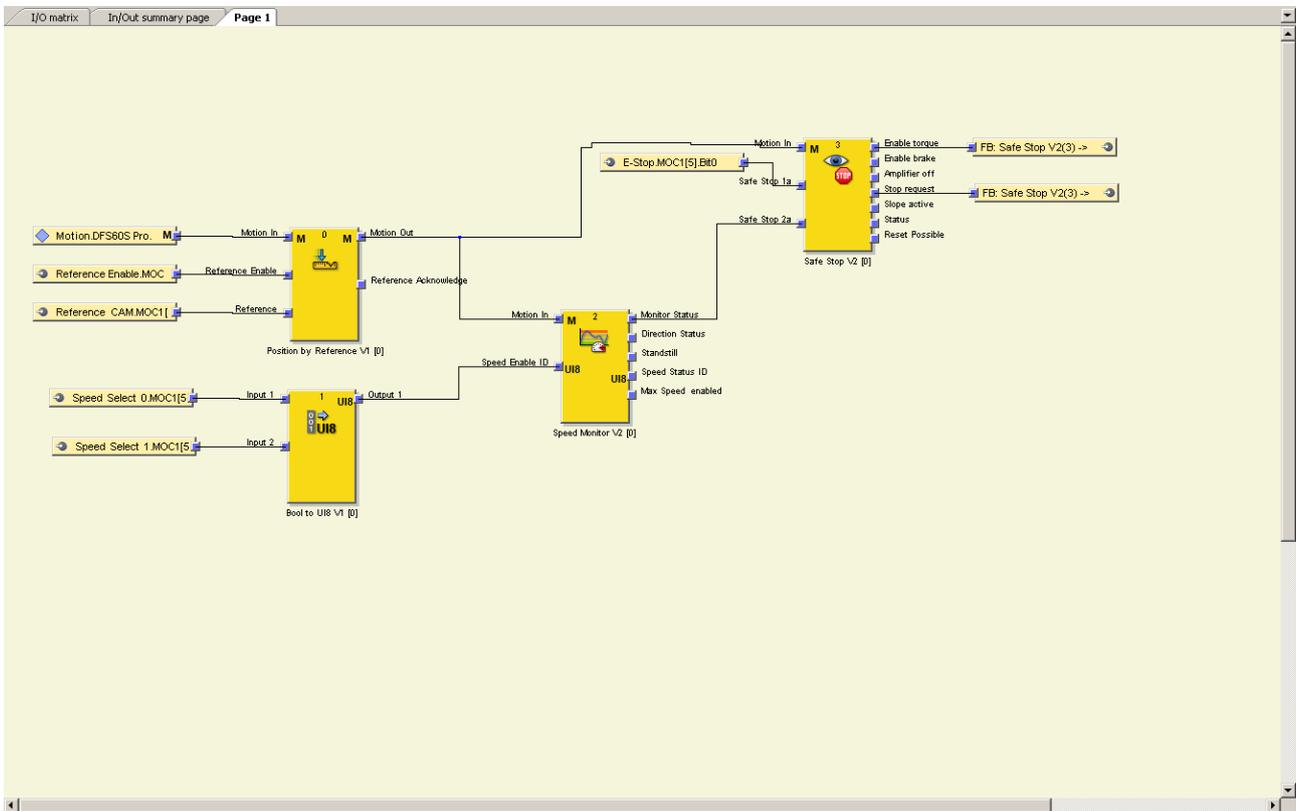 I/O matrix
In/Out summary page
Page 1
Motion In
M
3
Enable torque
FB: Safe Stop V2(3) ->
Enable brake
E-Stop.MOC1[5].Bit0
STOP
Amplifier off
Safe Stop 1a
Stop request
FB: Safe Stop V2(3) ->
Slope active
Safe Stop 2a
Status
Reset Possible
Safe Stop V2 [0]
Motion.DFS60S Pro.
M
Motion In
M
0
M
Motion Out
Reference Enable.MOC
Reference Enable
Reference Acknowledge
Reference CAM.MOC1[
Reference
Position by Reference V1 [0]
Motion In
M
2
Monitor Status
Direction Status
Standstill
Speed Enable ID
UI8
Speed Status ID
UI8
Max Speed enabled
Speed Monitor V2 [0]
Speed Select 0.MOC1[5.
Input 1
1
UI8
Output 1
0
0
1
UI8
Speed Select 1.MOC1[5.
Input 2
Bool to UI8 V1 [0]